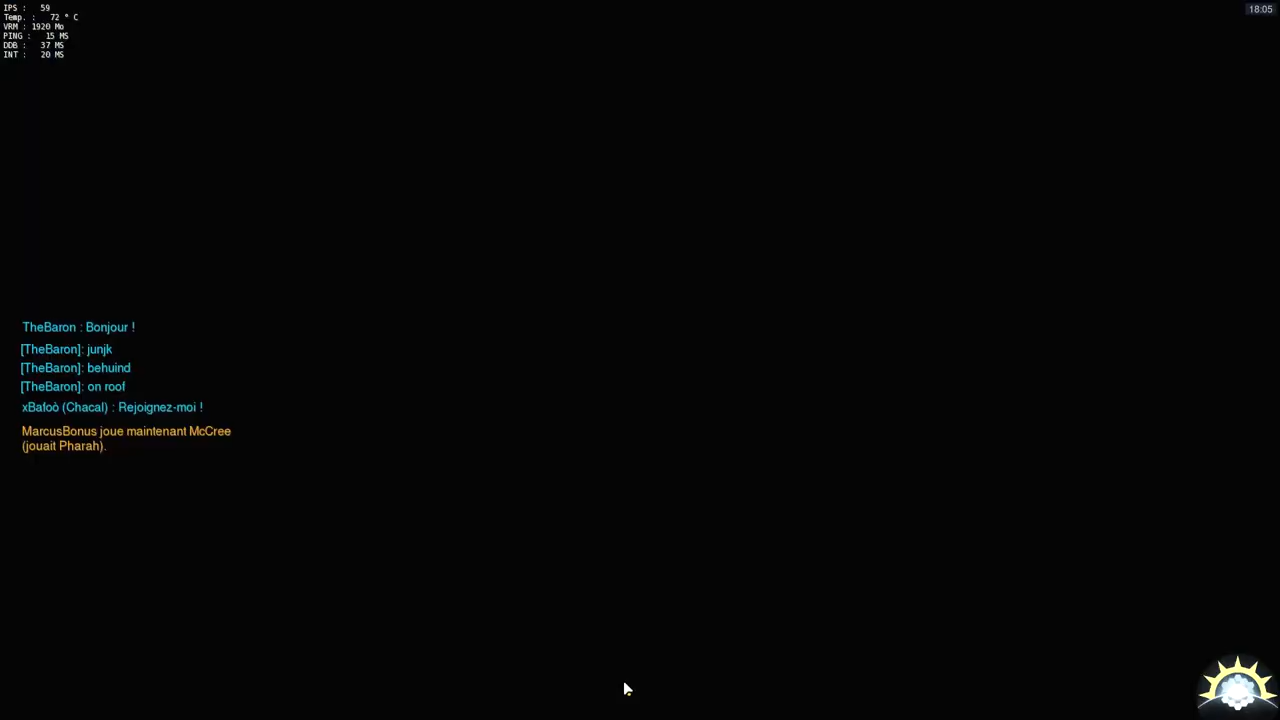 IPS : 59
Temp. : 72 ° C
VRM : 1920 Mo
PING : 15 MS
DDB : 37 MS
INT : 20 MS
18:05
TheBaron : Bonjour !
[TheBaron]: junjk
[TheBaron]: behuind
[TheBaron]: on roof
xBafoò (Chacal) : Rejoignez-moi !
MarcusBonus joue maintenant McCree
(jouait Pharah).